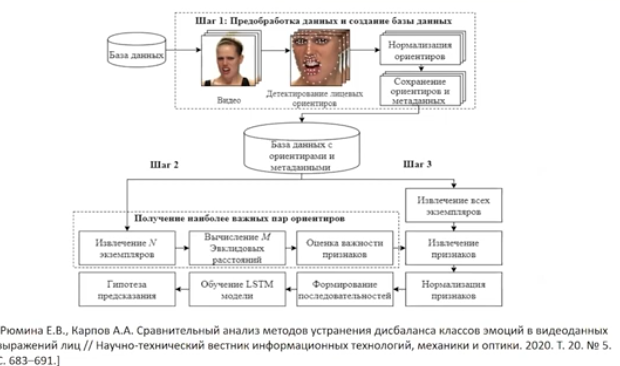 Шаг 1: Предобработка данных и создание базы данных
База данных
Видео
Детектирование лицевых
ориентиров
Нормализация
ориентиров
Сохранение
ориентиров и
метаданных
База данных с
ориентирами и
метаданными
Шаг 2
Шаг 3
Извлечение всех
экземпляров
Получение наиболее важных пар ориентиров
Извлечение N
экземпляров
Вычисление M
Эвклидовых
расстояний
Оценка важности
признаков
Извлечение
признаков
Гипотеза
предсказания
Обучение LSTM
модели
Формирование
последовательностей
Нормализация
признаков
Рюмина Е.В., Карпов А.А. Сравнительный анализ методов устранения дисбаланса классов эмоций в видеоданных
выражений лиц // Научно-технический вестник информационных технологий, механики и оптики. 2020. Т. 20. № 5.
С. 683–691.]